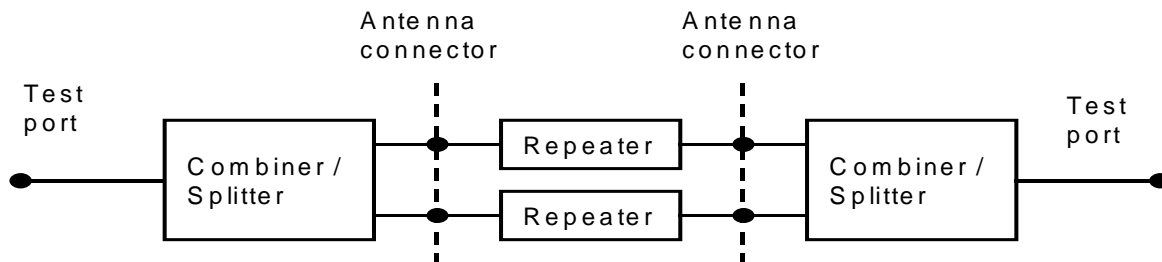 Antenna
connector
Antenna
connector
Test
port
Test
port
Combiner /
Splitter
Repeater
Repeater
Combiner /
Splitter